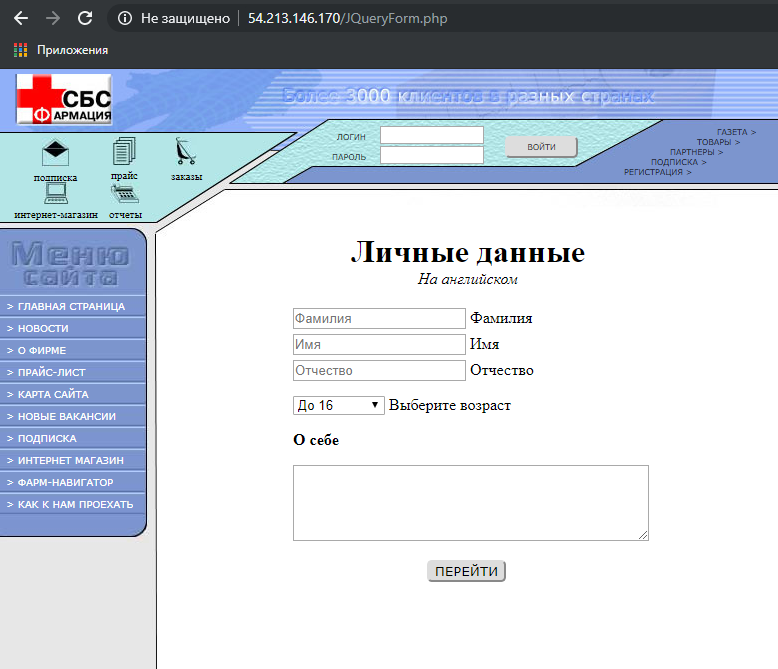 Не защищено 54.213.146.170/JQueryForm.php
Приложения
СБС
ФАРМАЦИЯ
Более 3000 клиентов в разных странах
подписка
прайс
заказы
интернет-магазин
отчеты
ЛОГИН
ПАРОЛЬ
ВОЙТИ
ГАЗЕТА >
ТОВАРЫ >
ПАРТНЕРЫ >
ПОДПИСКА >
РЕГИСТРАЦИЯ >
Меню
сайта
> ГЛАВНАЯ СТРАНИЦА
> НОВОСТИ
> О ФИРМЕ
> ПРАЙС-ЛИСТ
> КАРТА САЙТА
> НОВЫЕ ВАКАНСИИ
> ПОДПИСКА
> ИНТЕРНЕТ МАГАЗИН
> ФАРМ-НАВИГАТОР
> КАК К НАМ ПРОЕХАТЬ
Личные данные
На английском
Фамилия Фамилия
Имя Имя
Отчество Отчество
До 16 Выберите возраст
О себе
ПЕРЕЙТИ